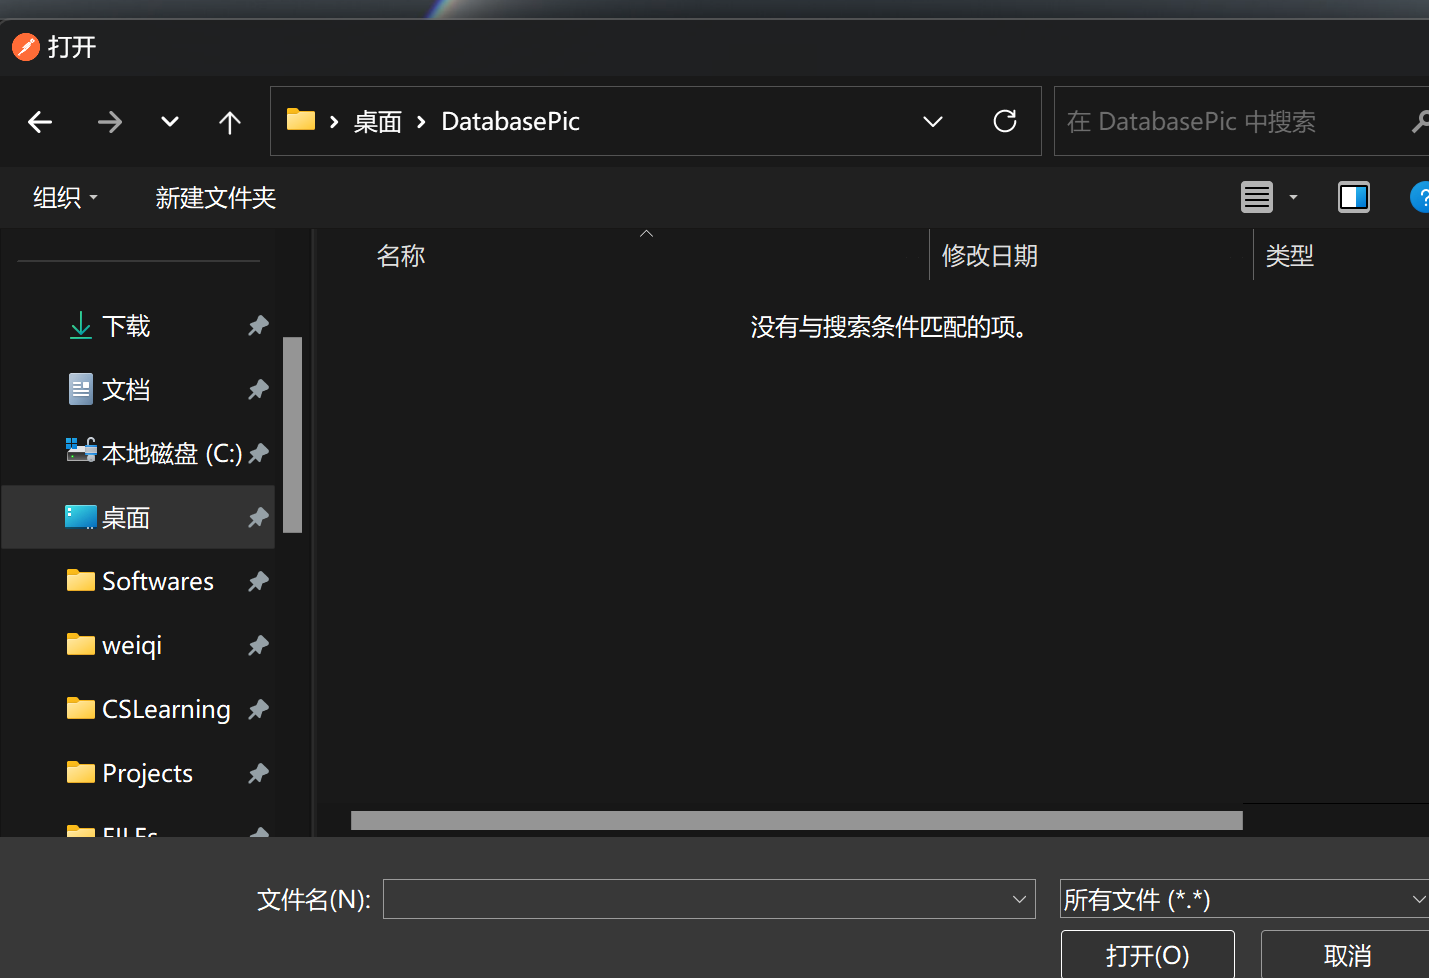 打开
桌面 DatabasePic
在 DatabasePic 中搜索
组织 新建文件夹
名称 修改日期 类型
没有与搜索条件匹配的项。
下载
文档
本地磁盘 (C:)
桌面
Softwares
weiqi
CSLearning
Projects
文件名(N):
所有文件 (*.*)
打开(O) 取消